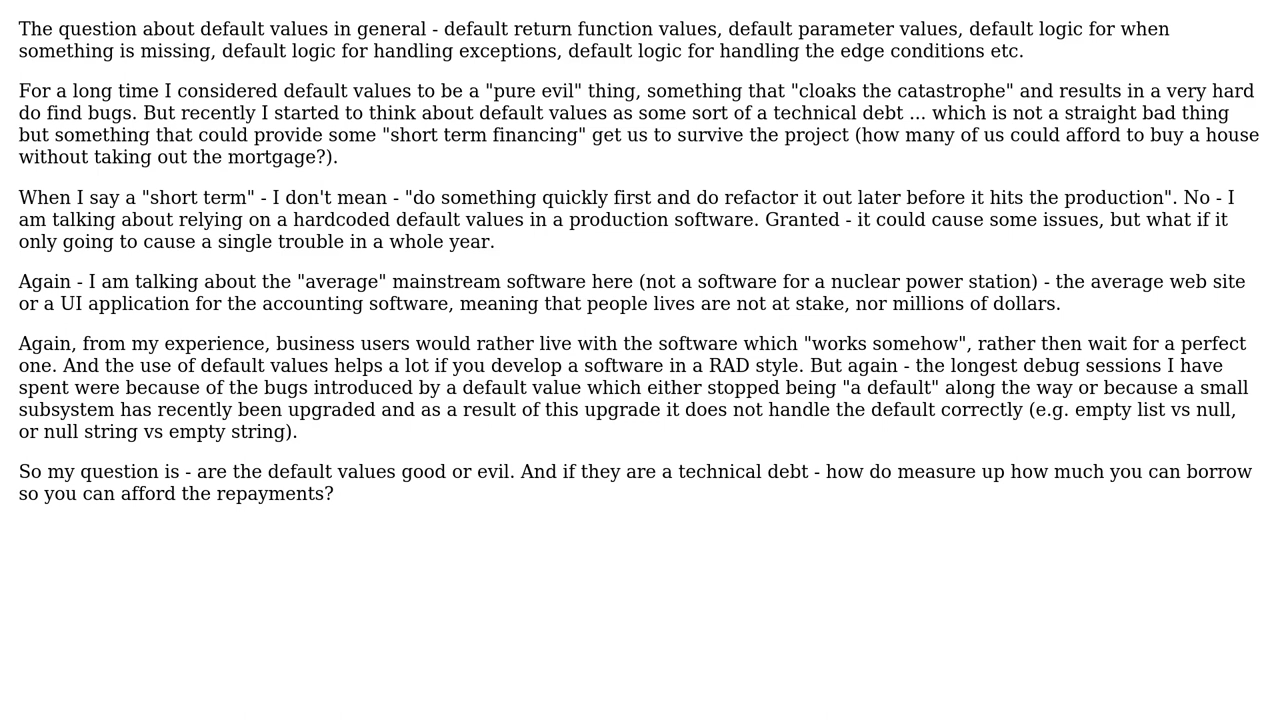 The question about default values in general - default return function values, default parameter values, default logic for when
something is missing, default logic for handling exceptions, default logic for handling the edge conditions etc.
For a long time I considered default values to be a "pure evil" thing, something that "cloaks the catastrophe" and results in a very hard
do find bugs. But recently I started to think about default values as some sort of a technical debt ... which is not a straight bad thing
but something that could provide some "short term financing" get us to survive the project (how many of us could afford to buy a house
without taking out the mortgage?).
When I say a "short term" - I don't mean - "do something quickly first and do refactor it out later before it hits the production". No - I
am talking about relying on a hardcoded default values in a production software. Granted - it could cause some issues, but what if it
only going to cause a single trouble in a whole year.
Again - I am talking about the "average" mainstream software here (not a software for a nuclear power station) - the average web site
or a UI application for the accounting software, meaning that people lives are not at stake, nor millions of dollars.
Again, from my experience, business users would rather live with the software which "works somehow", rather then wait for a perfect
one. And the use of default values helps a lot if you develop a software in a RAD style. But again - the longest debug sessions I have
spent were because of the bugs introduced by a default value which either stopped being "a default" along the way or because a small
subsystem has recently been upgraded and as a result of this upgrade it does not handle the default correctly (e.g. empty list vs null,
or null string vs empty string).
So my question is - are the default values good or evil. And if they are a technical debt - how do measure up how much you can borrow
so you can afford the repayments?